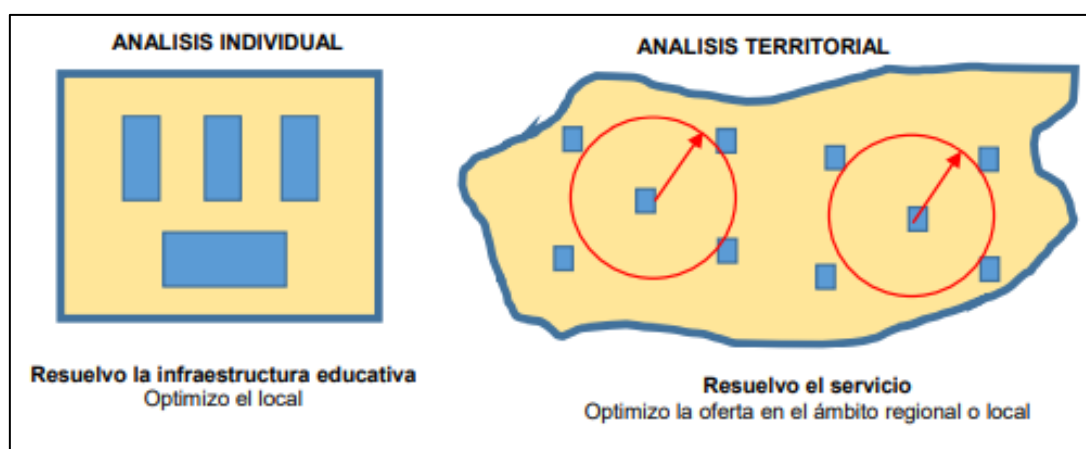 ANALISIS INDIVIDUAL
Resuelvo la infraestructura educativa
Optimizo el local
ANALISIS TERRITORIAL
Resuelvo el servicio
Optimizo la oferta en el ámbito regional o local